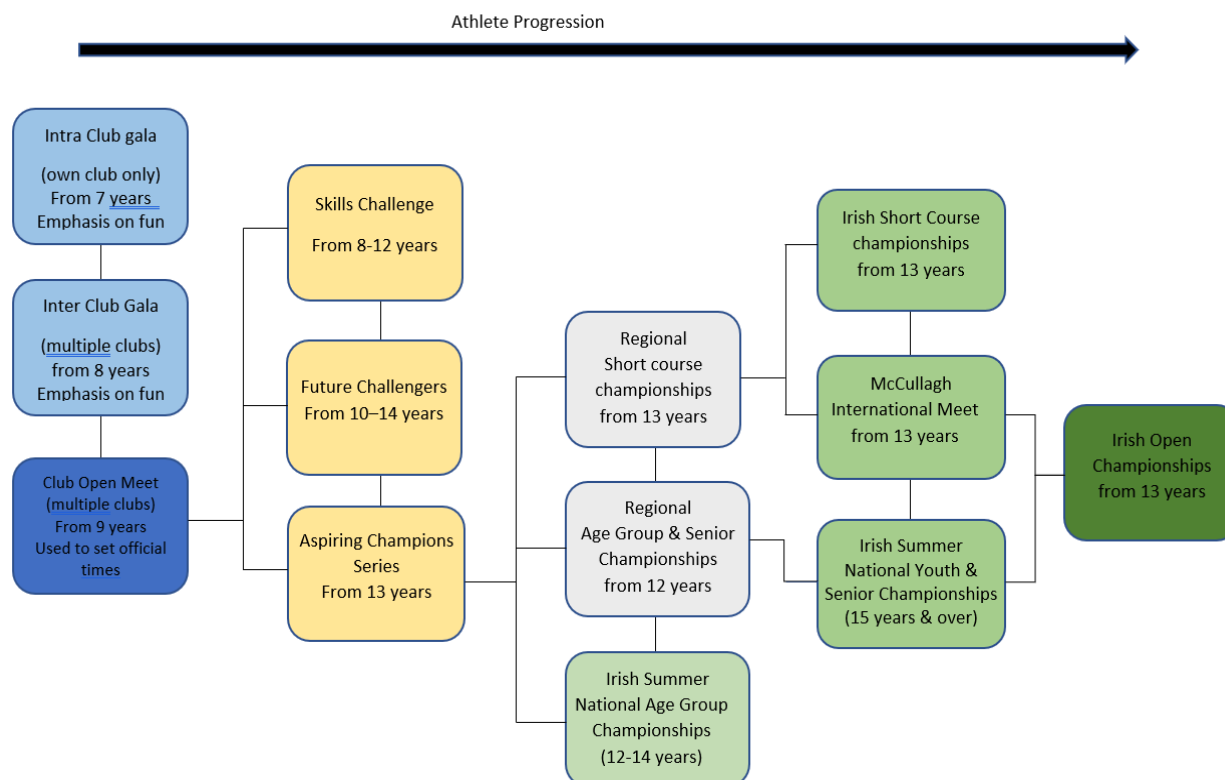 Athlete Progression
Intra Club gala
(own club only)
From 7 years
Emphasis on fun
Inter Club Gala
(multiple clubs)
from 8 years
Emphasis on fun
Club Open Meet
(multiple clubs)
From 9 years
Used to set official
times
Skills Challenge
From 8-12 years
Future Challengers
From 10–14 years
Aspiring Champions
Series
From 13 years
Regional
Short course
championships
from 13 years
Regional
Age Group & Senior
Championships
from 12 years
Irish Summer
National Age Group
Championships
(12-14 years)
Irish Short Course
championships
from 13 years
McCullagh
International Meet
from 13 years
Irish Summer
National Youth &
Senior Championships
(15 years & over)
Irish Open
Championships
from 13 years